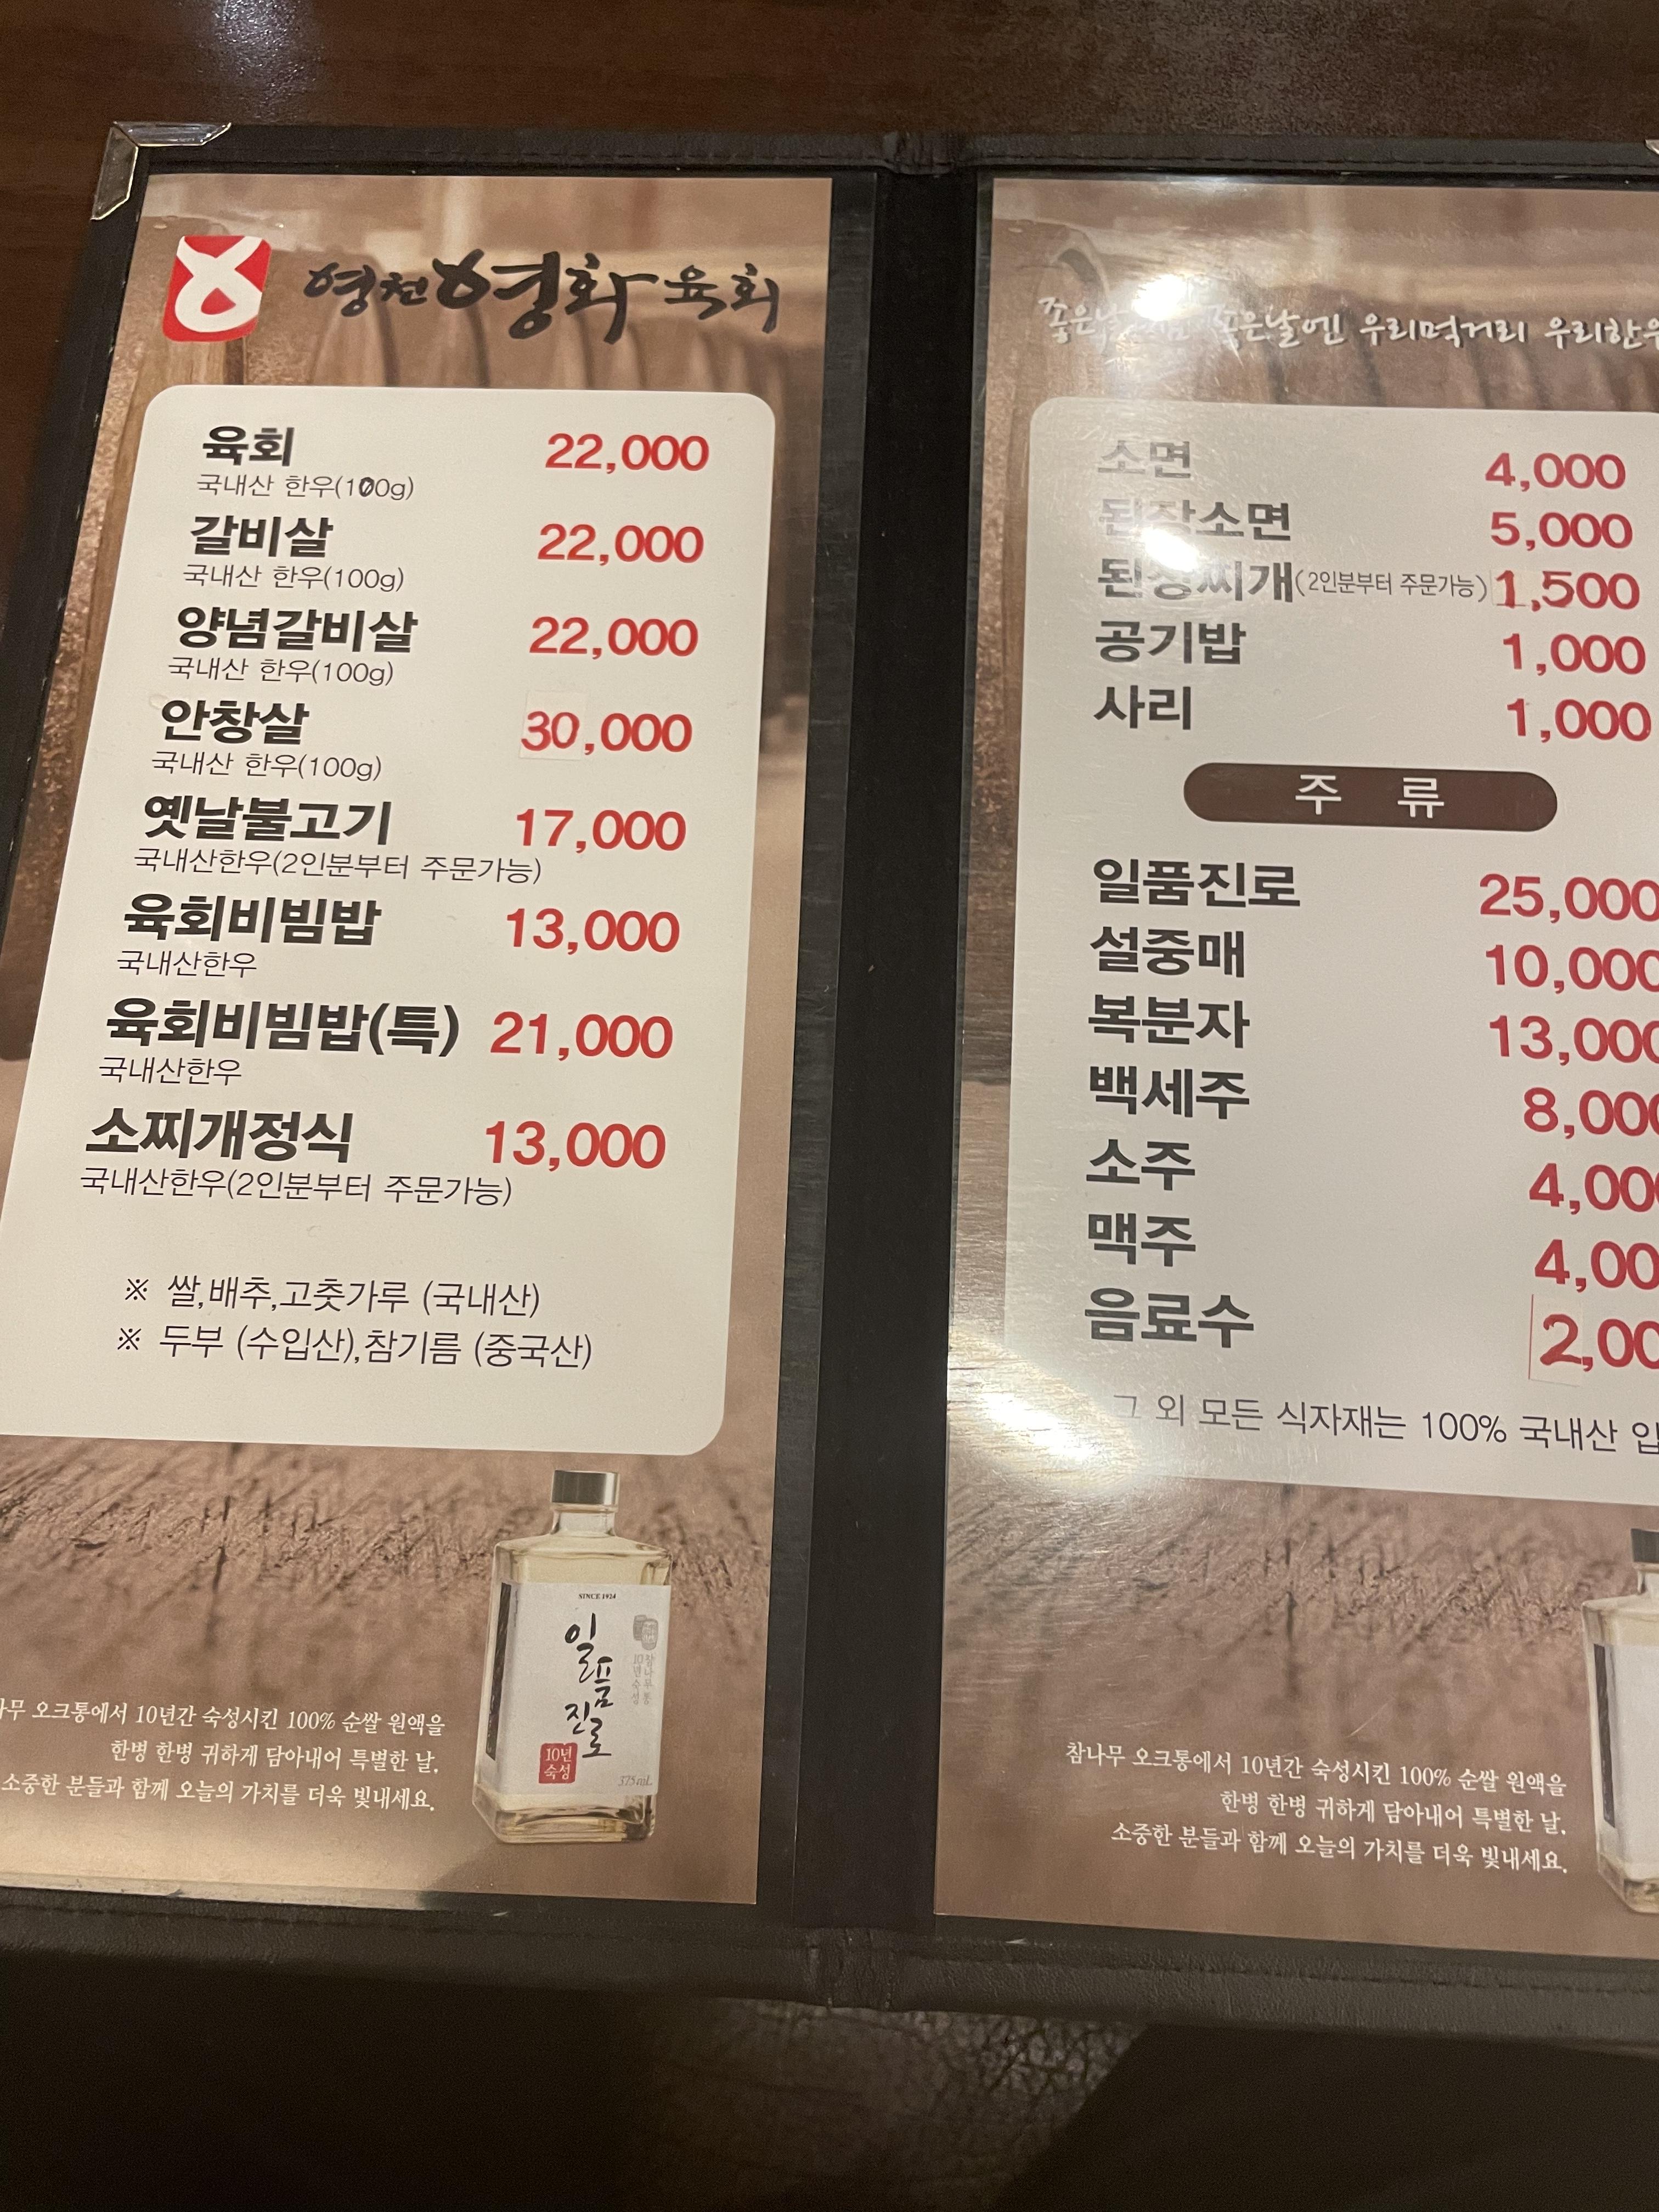 영천영화육회
육회 22,000
국내산 한우(100g)
갈비살 22,000
국내산 한우(100g)
양념갈비살 22,000
국내산 한우(100g)
안창살 30,000
국내산 한우(100g)
옛날불고기 17,000
국내산한우(2인분부터 주문가능)
육회비빔밥 13,000
국내산한우
육회비빔밥(특) 21,000
국내산한우
소찌개정식 13,000
국내산한우(2인분부터 주문가능)
※ 쌀,배추,고춧가루 (국내산)
※ 두부 (수입산),참기름 (중국산)
SINCE 1924
일품
진로
10년
숙성
375mL
오크통에서 10년간 숙성시킨 100% 순쌀 원액을
한병 한병 귀하게 담아내어 특별한 날,
소중한 분들과 함께 오늘의 가치를 더욱 빛내세요.
좋은날엔 우리먹거리 우리한우
소면 4,000
된장소면 5,000
된장찌개(2인분부터 주문가능) 1,500
공기밥 1,000
사리 1,000
주 류
일품진로 25,000
설중매 10,000
복분자 13,000
백세주 8,000
소주 4,00
맥주 4,00
음료수 2,00
그 외 모든 식자재는 100% 국내산 입
참나무 오크통에서 10년간 숙성시킨 100% 순쌀 원액을
한병 한병 귀하게 담아내어 특별한 날,
소중한 분들과 함께 오늘의 가치를 더욱 빛내세요.